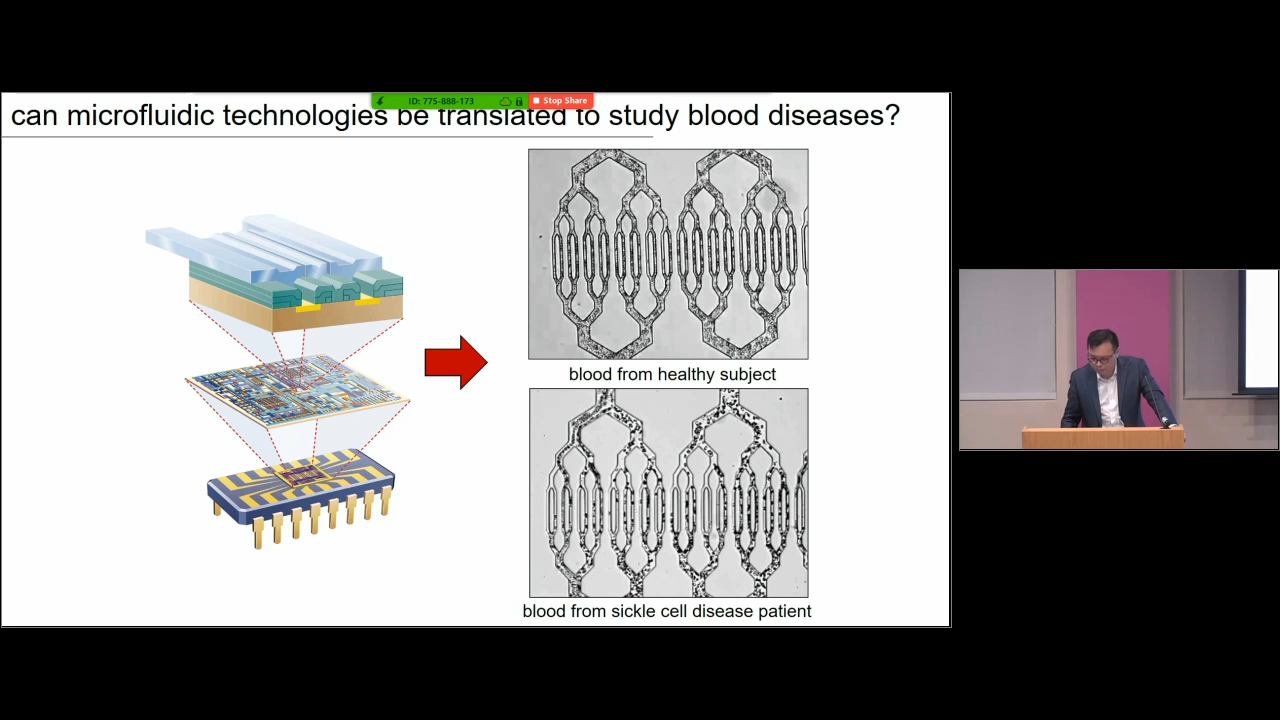 ID: 775-888-173
Stop Share
can microfluidic technologies be translated to study blood diseases?
blood from healthy subject
blood from sickle cell disease patient